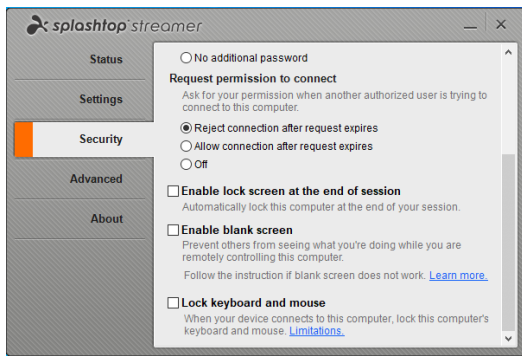 splashtop streamer
Status
Settings
Security
Advanced
About
No additional password
Request permission to connect
Ask for your permission when another authorized user is trying to
connect to this computer.
Reject connection after request expires
Allow connection after request expires
Off
Enable lock screen at the end of session
Automatically lock this computer at the end of your session.
Enable blank screen
Prevent others from seeing what you're doing while you are
remotely controlling this computer.
Follow the instruction if blank screen does not work. Learn more.
Lock keyboard and mouse
When your device connects to this computer, lock this computer's
keyboard and mouse. Limitations.